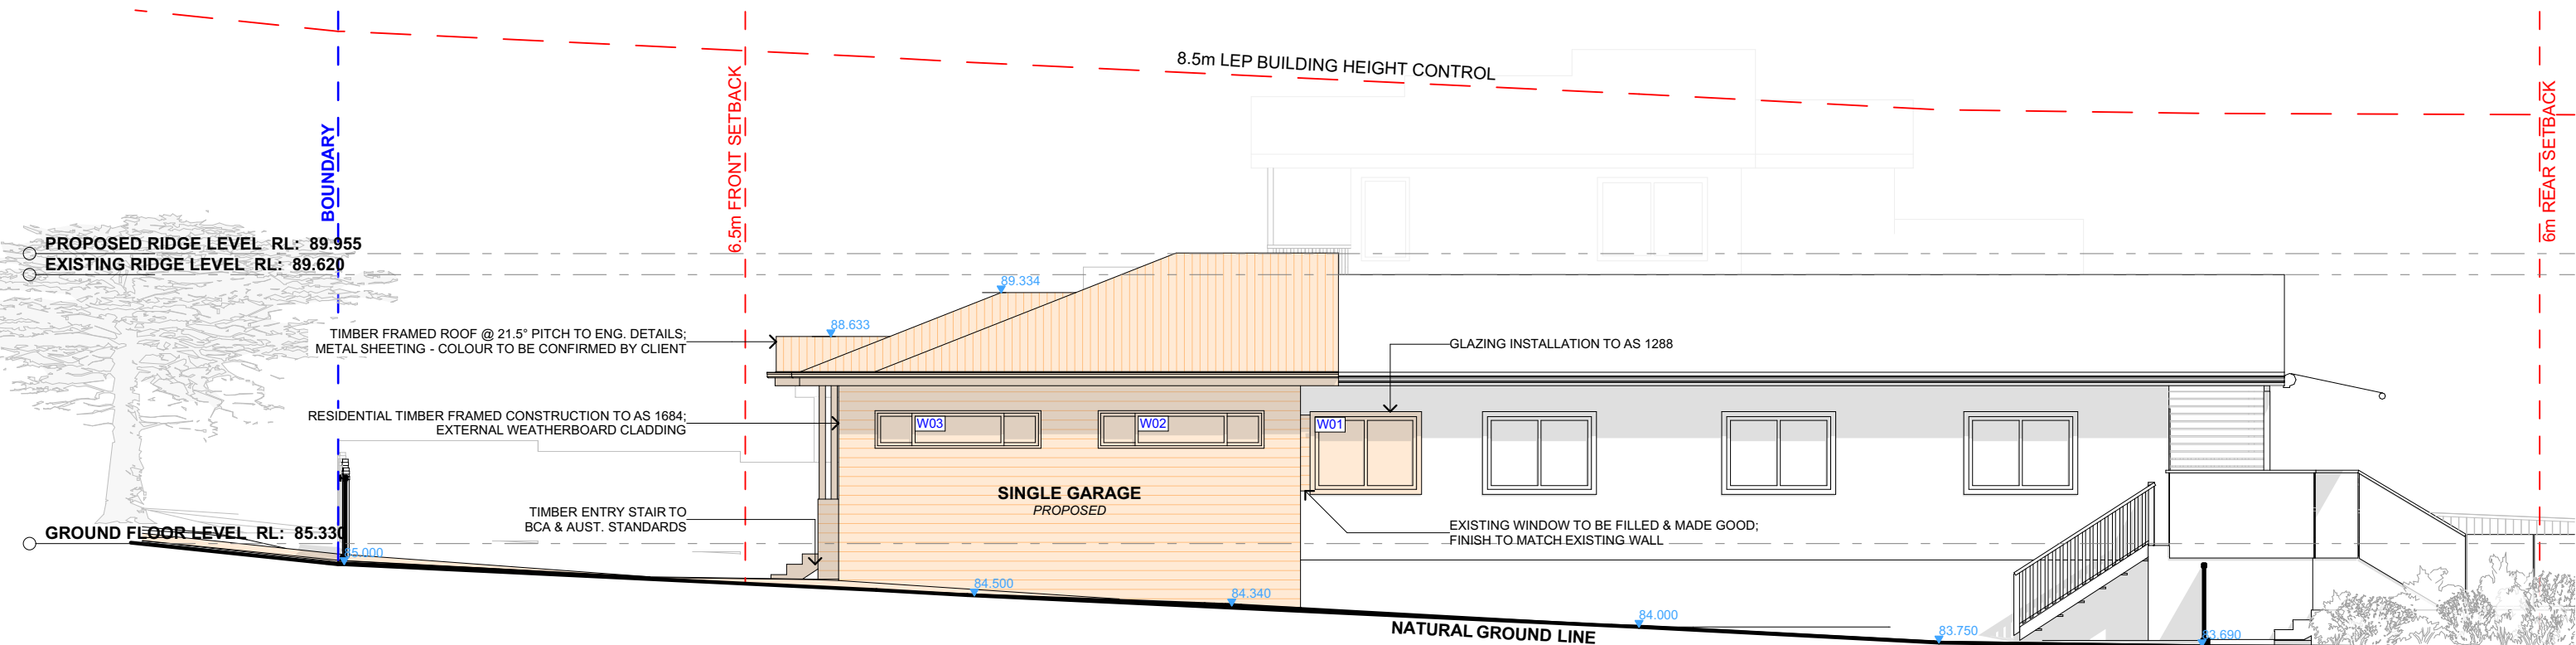 8.5m LEP BUILDING HEIGHT CONTROL
BOUNDARY
6.5m FRONT SETBACK
6m REAR SETBACK
PROPOSED RIDGE LEVEL RL: 89.955
EXISTING RIDGE LEVEL RL: 89.620
89.334
88.633
TIMBER FRAMED ROOF @ 21.5° PITCH TO ENG. DETAILS;
METAL SHEETING - COLOUR TO BE CONFIRMED BY CLIENT
GLAZING INSTALLATION TO AS 1288
RESIDENTIAL TIMBER FRAMED CONSTRUCTION TO AS 1684;
EXTERNAL WEATHERBOARD CLADDING
W03
W02
W01
SINGLE GARAGE
PROPOSED
TIMBER ENTRY STAIR TO
BCA & AUST. STANDARDS
EXISTING WINDOW TO BE FILLED & MADE GOOD;
FINISH TO MATCH EXISTING WALL
GROUND FLOOR LEVEL RL: 85.330
85.000
84.500
84.340
84.000
83.750
83.690
NATURAL GROUND LINE